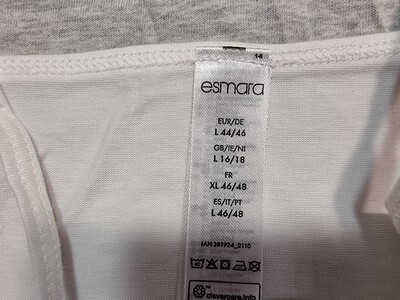 esmara
EUR/DE
L 44/46
GB/IE/NI
L 16/18
FR
XL 46/48
ES/IT/PT
L 46/48
IAN 381924_2110
clevercare.info